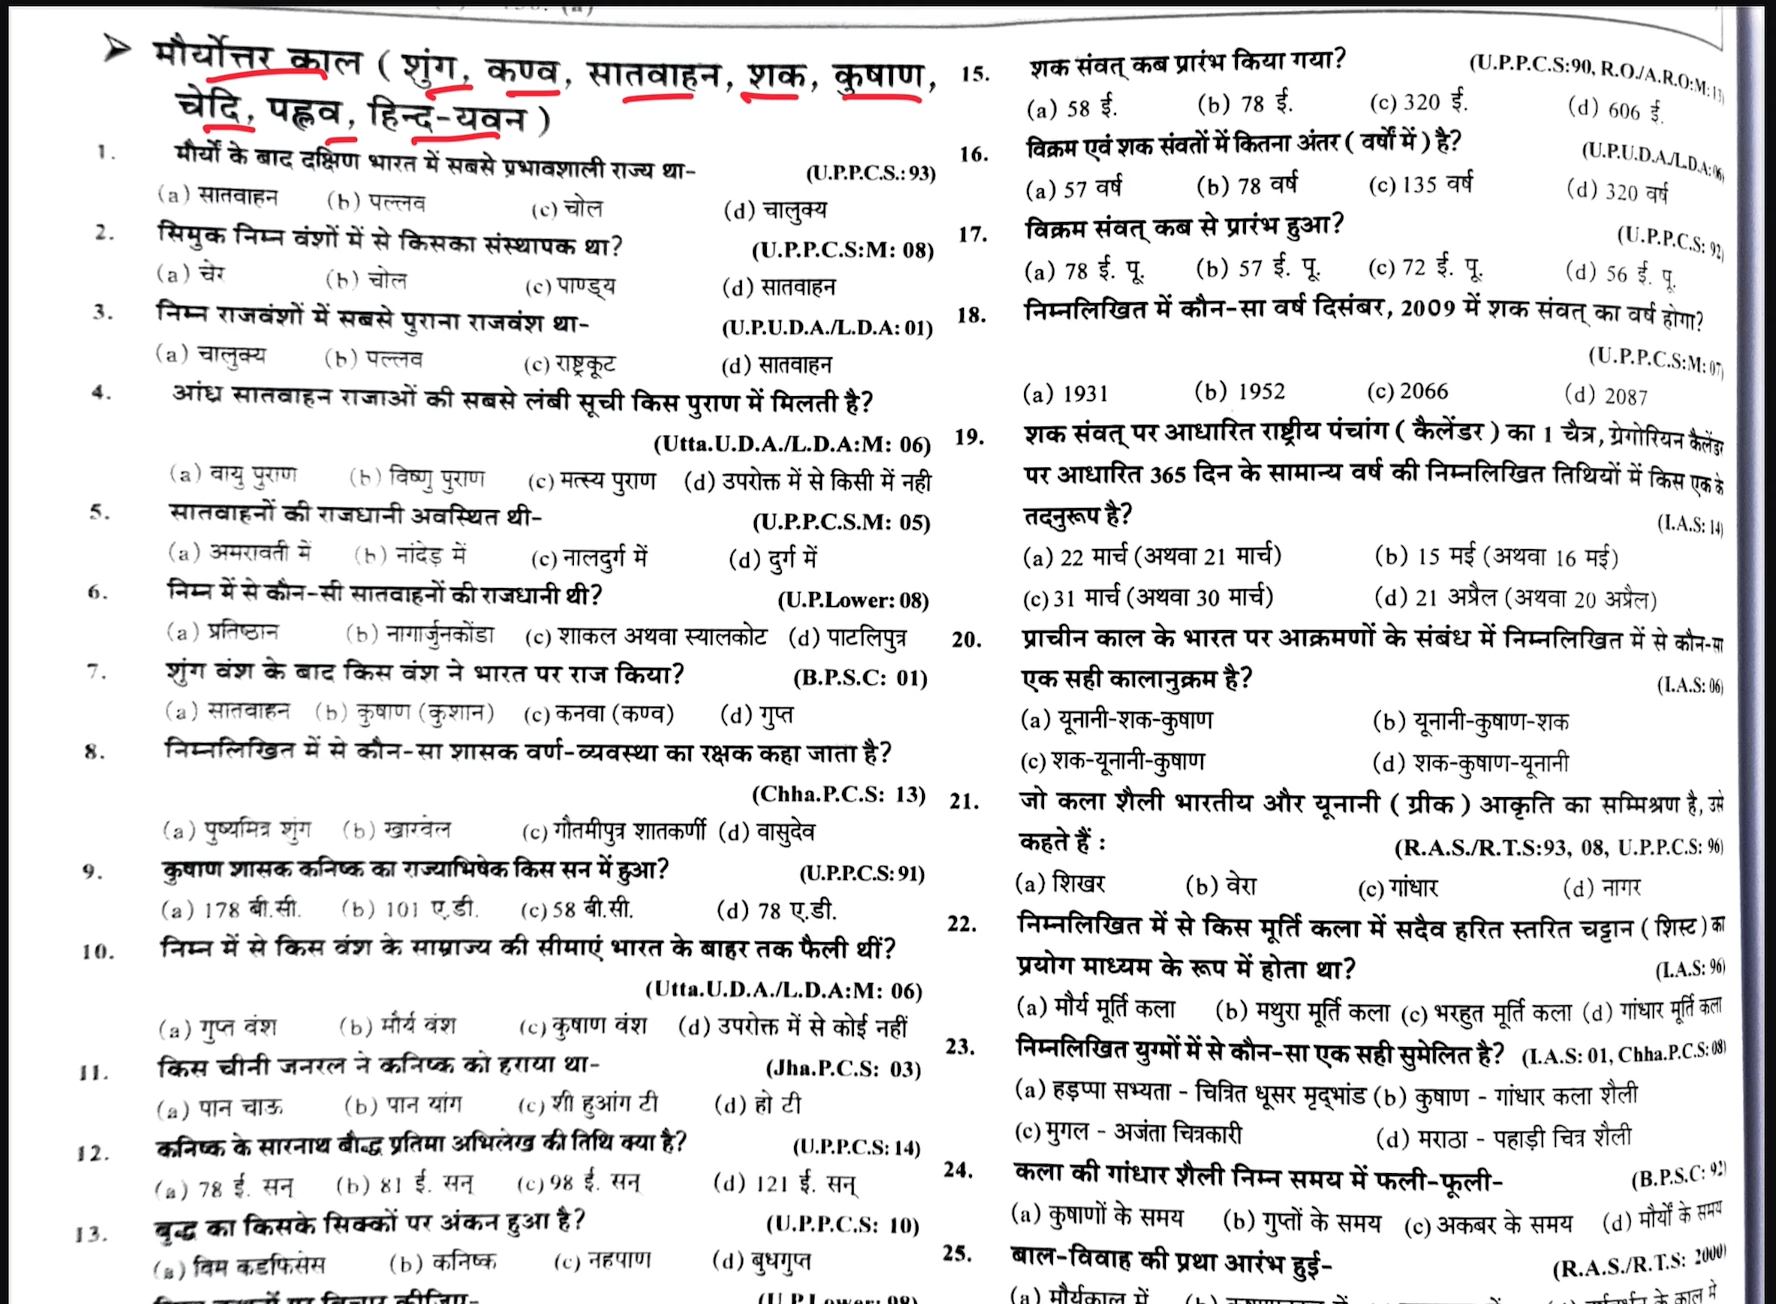 ➤ मौर्योत्तर काल ( शुंग, कण्व, सातवाहन, शक, कुषाण,
चेदि, पह्लव, हिन्द-यवन )
1. मौर्यों के बाद दक्षिण भारत में सबसे प्रभावशाली राज्य था- (U.P.P.C.S.: 93)
(a) सातवाहन (b) पल्लव (c) चोल (d) चालुक्य
2. सिमुक निम्न वंशों में से किसका संस्थापक था? (U.P.P.C.S:M: 08)
(a) चेर (b) चोल (c) पाण्ड्य (d) सातवाहन
3. निम्न राजवंशों में सबसे पुराना राजवंश था- (U.P.U.D.A./L.D.A: 01)
(a) चालुक्य (b) पल्लव (c) राष्ट्रकूट (d) सातवाहन
4. आंध्र सातवाहन राजाओं की सबसे लंबी सूची किस पुराण में मिलती है?
(Utta.U.D.A./L.D.A:M: 06)
(a) वायु पुराण (b) विष्णु पुराण (c) मत्स्य पुराण (d) उपरोक्त में से किसी में नही
5. सातवाहनों की राजधानी अवस्थित थी- (U.P.P.C.S.M: 05)
(a) अमरावती में (b) नांदेड़ में (c) नालदुर्ग में (d) दुर्ग में
6. निम्न में से कौन-सी सातवाहनों की राजधानी थी? (U.P.Lower: 08)
(a) प्रतिष्ठान (b) नागार्जुनकोंडा (c) शाकल अथवा स्यालकोट (d) पाटलिपुत्र
7. शुंग वंश के बाद किस वंश ने भारत पर राज किया? (B.P.S.C: 01)
(a) सातवाहन (b) कुषाण (कुशान) (c) कनवा (कण्व) (d) गुप्त
8. निम्नलिखित में से कौन-सा शासक वर्ण-व्यवस्था का रक्षक कहा जाता है?
(Chha.P.C.S: 13)
(a) पुष्यमित्र शुंग (b) खारवेल (c) गौतमीपुत्र शातकर्णी (d) वासुदेव
9. कुषाण शासक कनिष्क का राज्याभिषेक किस सन में हुआ? (U.P.P.C.S: 91)
(a) 178 बी.सी. (b) 101 ए.डी. (c) 58 बी.सी. (d) 78 ए.डी.
10. निम्न में से किस वंश के साम्राज्य की सीमाएं भारत के बाहर तक फैली थीं?
(Utta.U.D.A./L.D.A:M: 06)
(a) गुप्त वंश (b) मौर्य वंश (c) कुषाण वंश (d) उपरोक्त में से कोई नहीं
11. किस चीनी जनरल ने कनिष्क को हराया था- (Jha.P.C.S: 03)
(a) पान चाऊ (b) पान यांग (c) शी हुआंग टी (d) हो टी
12. कनिष्क के सारनाथ बौद्ध प्रतिमा अभिलेख की तिथि क्या है? (U.P.P.C.S: 14)
(a) 78 ई. सन् (b) 81 ई. सन् (c) 98 ई. सन् (d) 121 ई. सन्
13. बुद्ध का किसके सिक्कों पर अंकन हुआ है? (U.P.P.C.S: 10)
(a) विम कडफिसेस (b) कनिष्क (c) नहपाण (d) बुधगुप्त
15. शक संवत् कब प्रारंभ किया गया? (U.P.P.C.S:90, R.O./A.R.O:M: 13)
(a) 58 ई. (b) 78 ई. (c) 320 ई. (d) 606 ई.
16. विक्रम एवं शक संवतों में कितना अंतर ( वर्षों में ) है? (U.P.U.D.A./L.D.A: 06)
(a) 57 वर्ष (b) 78 वर्ष (c) 135 वर्ष (d) 320 वर्ष
17. विक्रम संवत् कब से प्रारंभ हुआ? (U.P.P.C.S: 92)
(a) 78 ई. पू. (b) 57 ई. पू. (c) 72 ई. पू. (d) 56 ई. पू.
18. निम्नलिखित में कौन-सा वर्ष दिसंबर, 2009 में शक संवत् का वर्ष होगा?
(U.P.P.C.S:M: 07)
(a) 1931 (b) 1952 (c) 2066 (d) 2087
19. शक संवत् पर आधारित राष्ट्रीय पंचांग ( कैलेंडर ) का 1 चैत्र, ग्रेगोरियन कैलेंडर
पर आधारित 365 दिन के सामान्य वर्ष की निम्नलिखित तिथियों में किस एक के
तदनुरूप है? (I.A.S: 14)
(a) 22 मार्च (अथवा 21 मार्च) (b) 15 मई (अथवा 16 मई)
(c) 31 मार्च (अथवा 30 मार्च) (d) 21 अप्रैल (अथवा 20 अप्रैल)
20. प्राचीन काल के भारत पर आक्रमणों के संबंध में निम्नलिखित में से कौन-सा
एक सही कालानुक्रम है? (I.A.S: 06)
(a) यूनानी-शक-कुषाण (b) यूनानी-कुषाण-शक
(c) शक-यूनानी-कुषाण (d) शक-कुषाण-यूनानी
21. जो कला शैली भारतीय और यूनानी ( ग्रीक ) आकृति का सम्मिश्रण है, उसे
कहते हैं : (R.A.S./R.T.S:93, 08, U.P.P.C.S: 96)
(a) शिखर (b) वेरा (c) गांधार (d) नागर
22. निम्नलिखित में से किस मूर्ति कला में सदैव हरित स्तरित चट्टान ( शिस्ट ) का
प्रयोग माध्यम के रूप में होता था? (I.A.S: 96)
(a) मौर्य मूर्ति कला (b) मथुरा मूर्ति कला (c) भरहुत मूर्ति कला (d) गांधार मूर्ति कला
23. निम्नलिखित युग्मों में से कौन-सा एक सही सुमेलित है? (I.A.S: 01, Chha.P.C.S: 08)
(a) हड़प्पा सभ्यता - चित्रित धूसर मृद्भांड (b) कुषाण - गांधार कला शैली
(c) मुगल - अजंता चित्रकारी (d) मराठा - पहाड़ी चित्र शैली
24. कला की गांधार शैली निम्न समय में फली-फूली- (B.P.S.C: 92)
(a) कुषाणों के समय (b) गुप्तों के समय (c) अकबर के समय (d) मौर्यों के समय
25. बाल-विवाह की प्रथा आरंभ हुई- (R.A.S./R.T.S: 2000)
(a) मौर्यकाल में